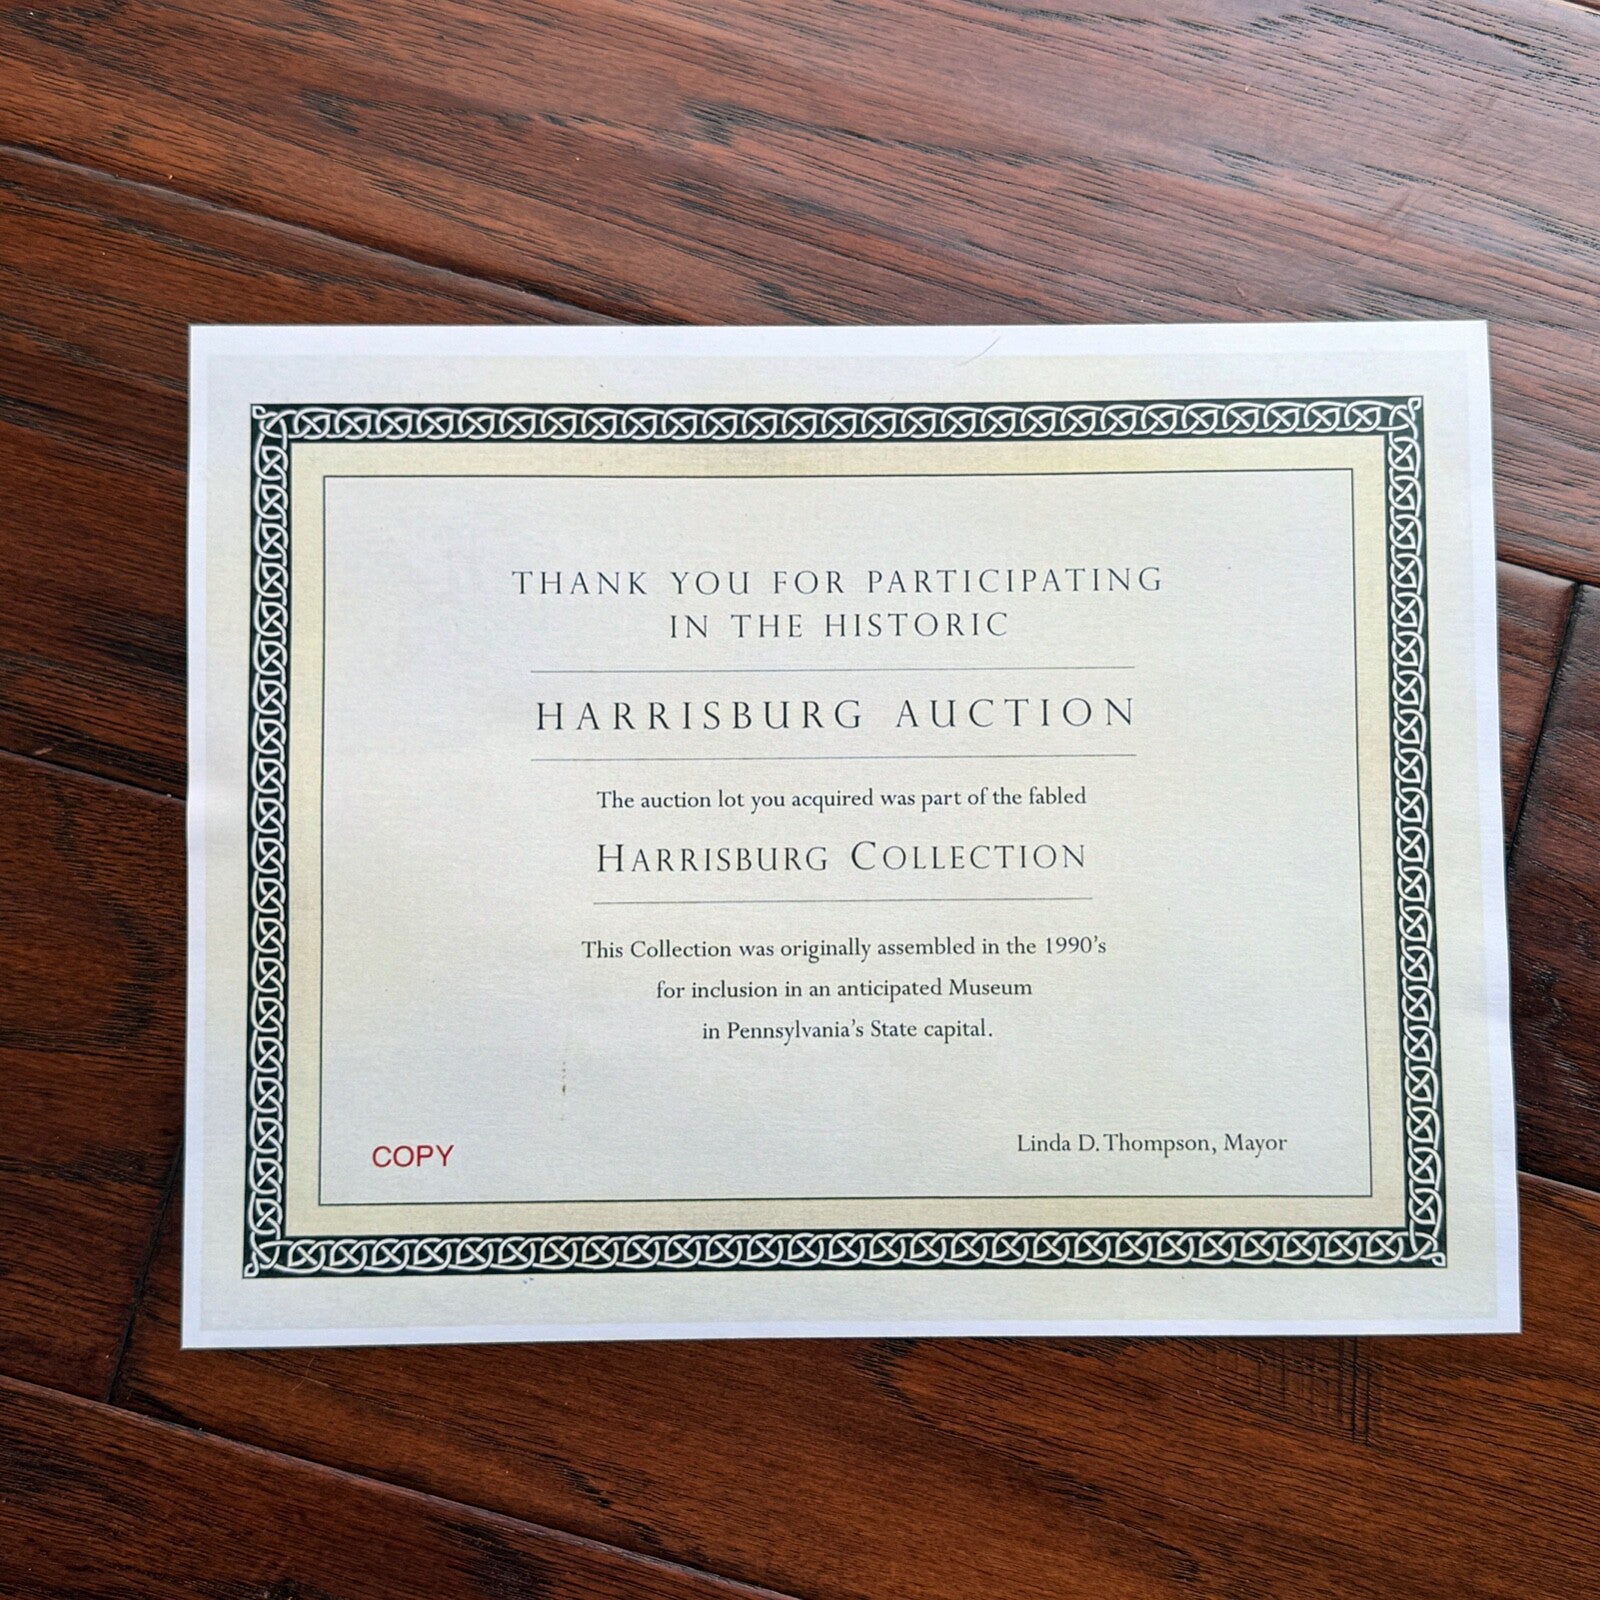 THANK YOU FOR PARTICIPATING
IN THE HISTORIC
HARRISBURG AUCTION
The auction lot you acquired was part of the fabled
HARRISBURG COLLECTION
This Collection was originally assembled in the 1990's
for inclusion in an anticipated Museum
in Pennsylvania's State capital.
Linda D. Thompson, Mayor
COPY